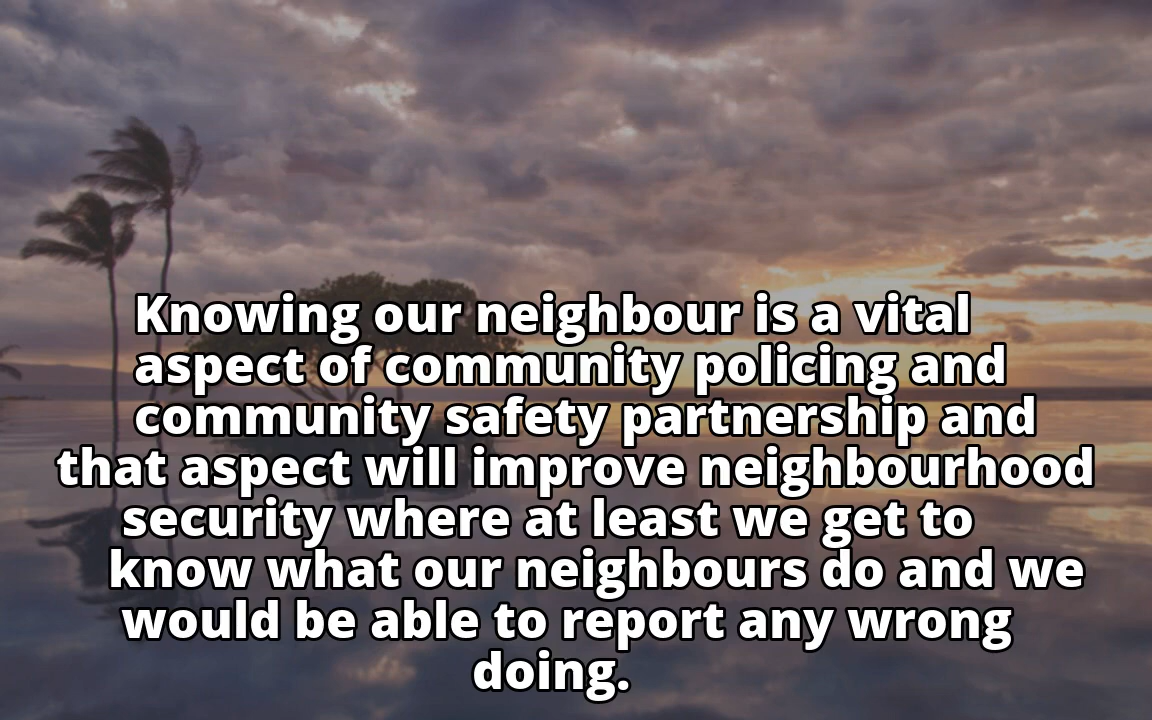 Knowing our neighbour is a vital
aspect of community policing and
community safety partnership and
that aspect will improve neighbourhood
security where at least we get to
know what our neighbours do and we
would be able to report any wrong
doing.